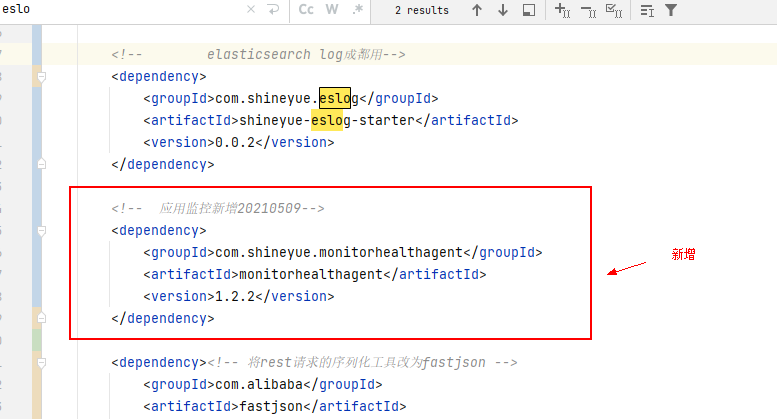 eslo
Cc W .* 2 results
<!--        elasticsearch log成都用-->
<dependency>
<groupId>com.shineyue.eslog</groupId>
<artifactId>shineyue-eslog-starter</artifactId>
<version>0.0.2</version>
</dependency>
<!--  应用监控新增20210509-->
<dependency>
<groupId>com.shineyue.monitorhealthagent</groupId>
<artifactId>monitorhealthagent</artifactId>
<version>1.2.2</version>
</dependency>
新增
<dependency><!-- 将rest请求的序列化工具改为fastjson -->
<groupId>com.alibaba</groupId>
<artifactId>fastjson</artifactId>